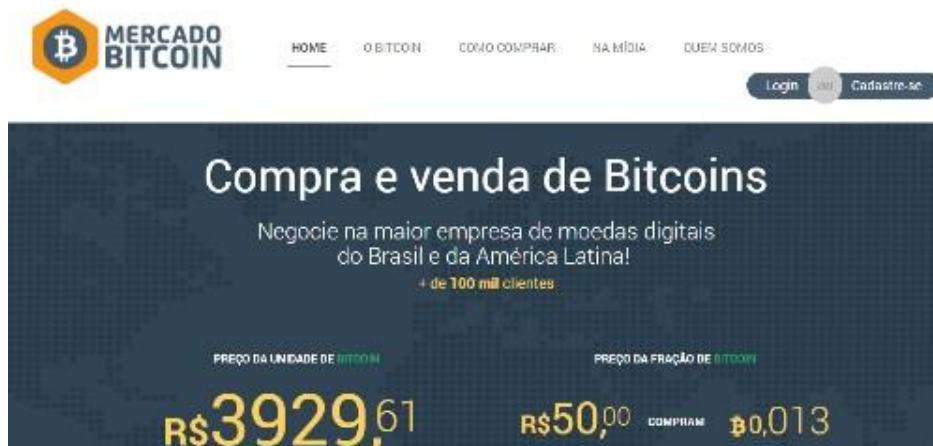 MERCADO
BITCOIN
HOME O BITCOIN COMO COMPRAR NA MÍDIA QUEM SOMOS
Login ou Cadastre-se
Compra e venda de Bitcoins
Negocie na maior empresa de moedas digitais
do Brasil e da América Latina!
+ de 100 mil clientes
PREÇO DA UNIDADE DE BITCOIN PREÇO DA FRAÇÃO DE BITCOIN
R$3929,61 R$50,00 COMPRAM ฿0,013